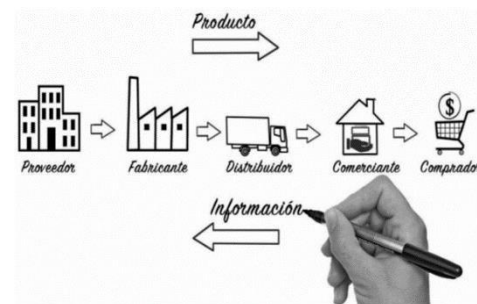 Producto
Proveedor
Fabricante
Distribuidor
Comerciante
Comprado
Información
$